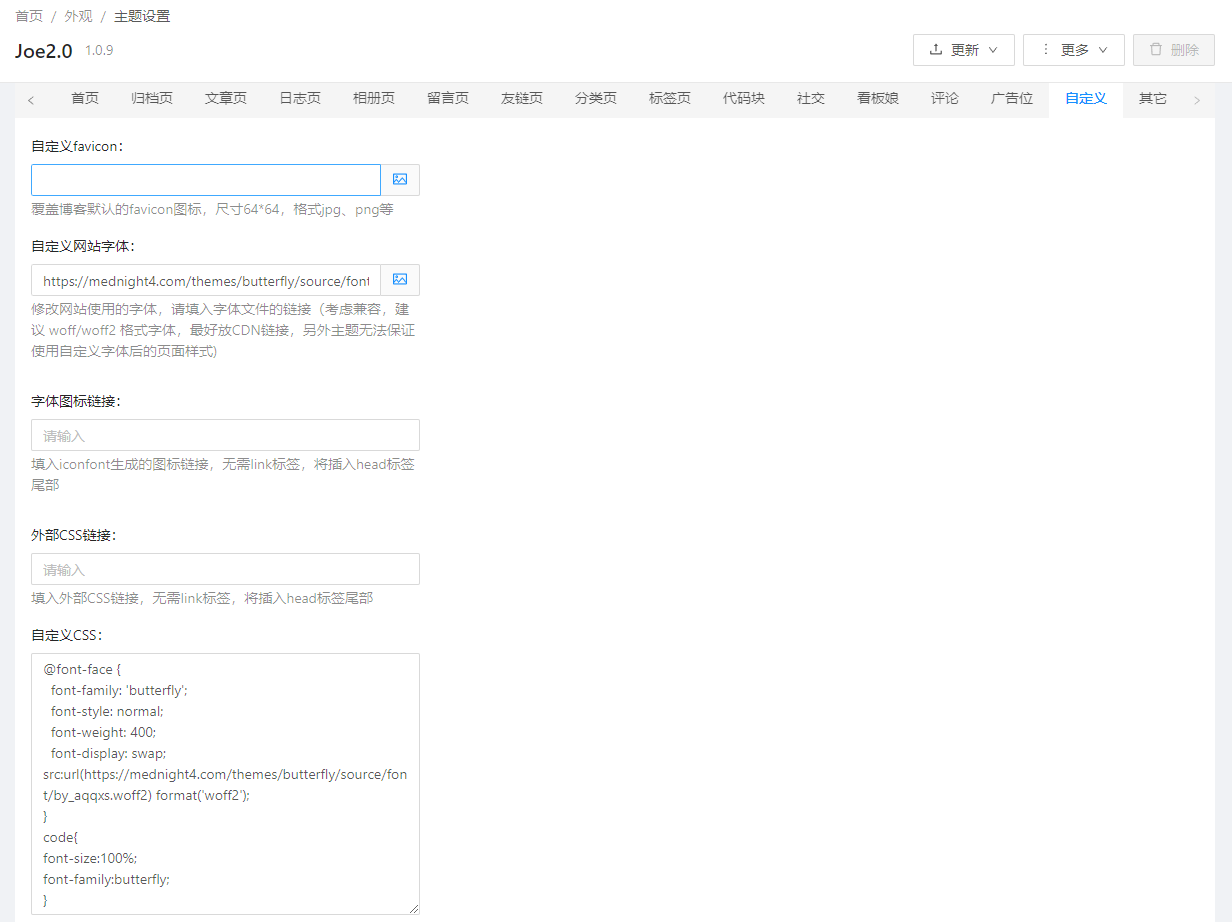 首页 / 外观 / 主题设置
Joe2.0 1.0.9
更新 更多 删除
首页 归档页 文章页 日志页 相册页 留言页 友链页 分类页 标签页 代码块 社交 看板娘 评论 广告位 自定义 其它
自定义favicon：
覆盖博客默认的favicon图标，尺寸64*64，格式jpg、png等
自定义网站字体：
https://mednight4.com/themes/butterfly/source/font
修改网站使用的字体，请填入字体文件的链接（考虑兼容，建
议 woff/woff2 格式字体，最好放CDN链接，另外主题无法保证
使用自定义字体后的页面样式)
字体图标链接：
请输入
填入iconfont生成的图标链接，无需link标签，将插入head标签
尾部
外部CSS链接：
请输入
填入外部CSS链接，无需link标签，将插入head标签尾部
自定义CSS：
@font-face {
font-family: 'butterfly';
font-style: normal;
font-weight: 400;
font-display: swap;
src:url(https://mednight4.com/themes/butterfly/source/fon
t/by_aqqxs.woff2) format('woff2');
}
code{
font-size:100%;
font-family:butterfly;
}